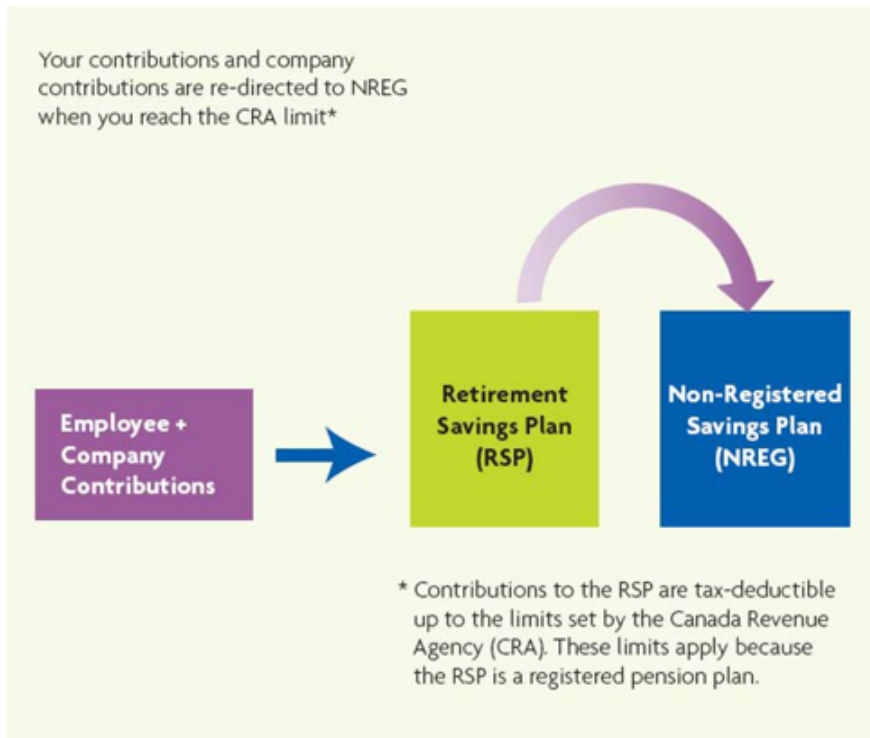 Your contributions and company
contributions are re-directed to NREG
when you reach the CRA limit*
Employee +
Company
Contributions
Retirement
Savings Plan
(RSP)
Non-Registered
Savings Plan
(NREG)
* Contributions to the RSP are tax-deductible
up to the limits set by the Canada Revenue
Agency (CRA). These limits apply because
the RSP is a registered pension plan.